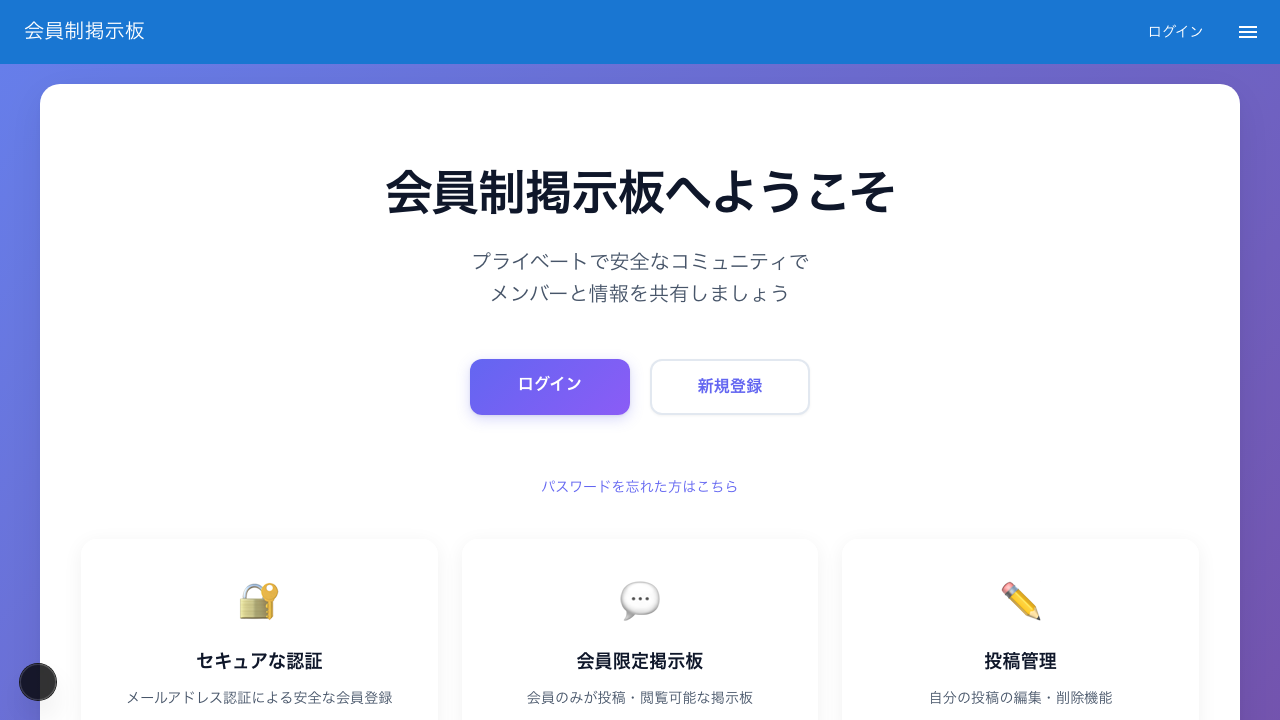 会員制掲示板
ログイン
会員制掲示板へようこそ
プライベートで安全なコミュニティで
メンバーと情報を共有しましょう
ログイン
新規登録
パスワードを忘れた方はこちら
セキュアな認証
メールアドレス認証による安全な会員登録
会員限定掲示板
会員のみが投稿・閲覧可能な掲示板
投稿管理
自分の投稿の編集・削除機能